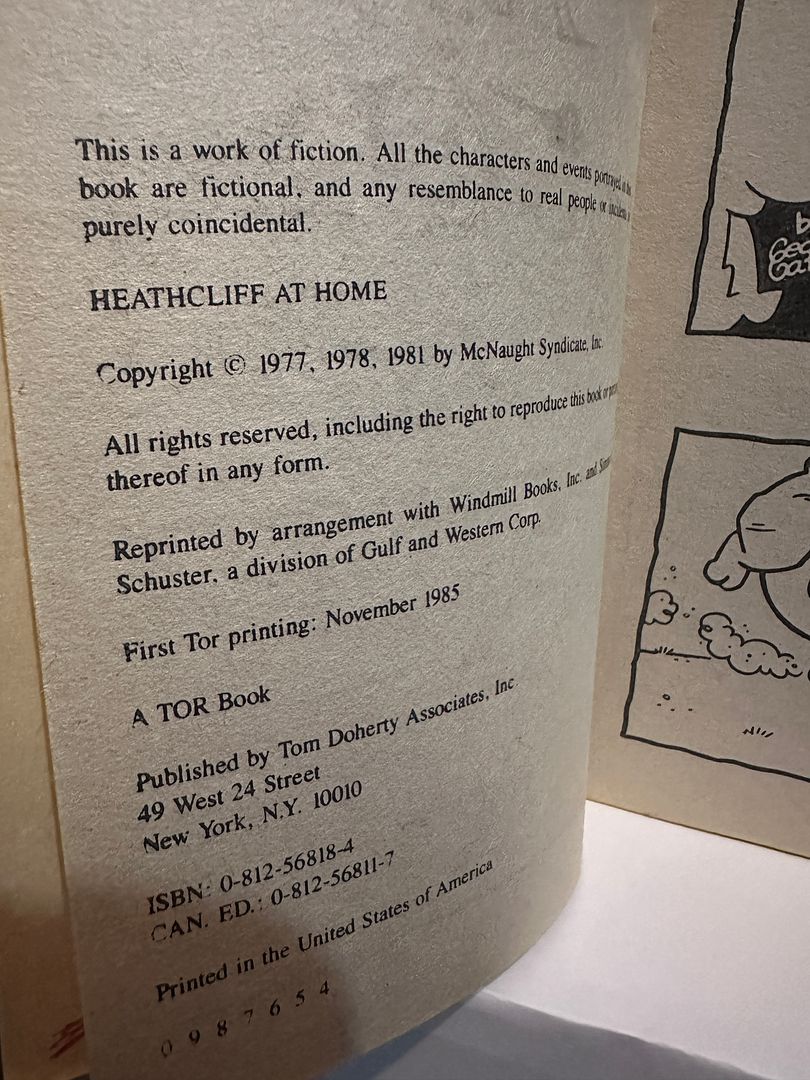 This is a work of fiction. All the characters and events portrayed in this
book are fictional, and any resemblance to real people or incidents is
purely coincidental.
HEATHCLIFF AT HOME
Copyright © 1977, 1978, 1981 by McNaught Syndicate, Inc.
All rights reserved, including the right to reproduce this book or
thereof in any form.
Reprinted by arrangement with Windmill Books, Inc. and
Schuster, a division of Gulf and Western Corp.
First Tor printing: November 1985
A TOR Book
Published by Tom Doherty Associates, Inc.
49 West 24 Street
New York, N.Y. 10010
ISBN: 0-812-56818-4
CAN. ED.: 0-812-56811-7
Printed in the United States of America
0 9 8 7 6 5 4